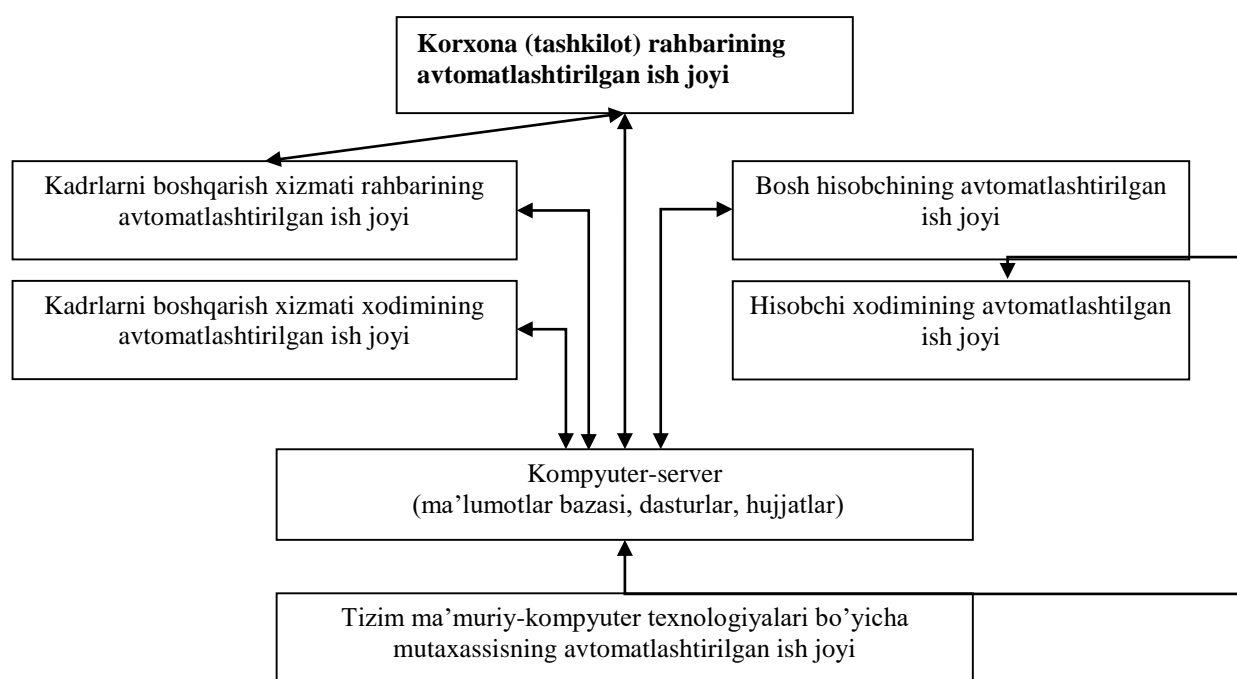 Korxona (tashkilot) rahbarining
avtomatlashtirilgan ish joyi
Kadrlarni boshqarish xizmati rahbarining
avtomatlashtirilgan ish joyi
Bosh hisobchining avtomatlashtirilgan
ish joyi
Kadrlarni boshqarish xizmati xodimining
avtomatlashtirilgan ish joyi
Hisobchi xodimining avtomatlashtilgan
ish joyi
Kompyuter-server
(ma’lumotlar bazasi, dasturlar, hujjatlar)
Tizim ma’muriy-kompyuter texnologiyalari bo’yicha
mutaxassisning avtomatlashtirilgan ish joyi